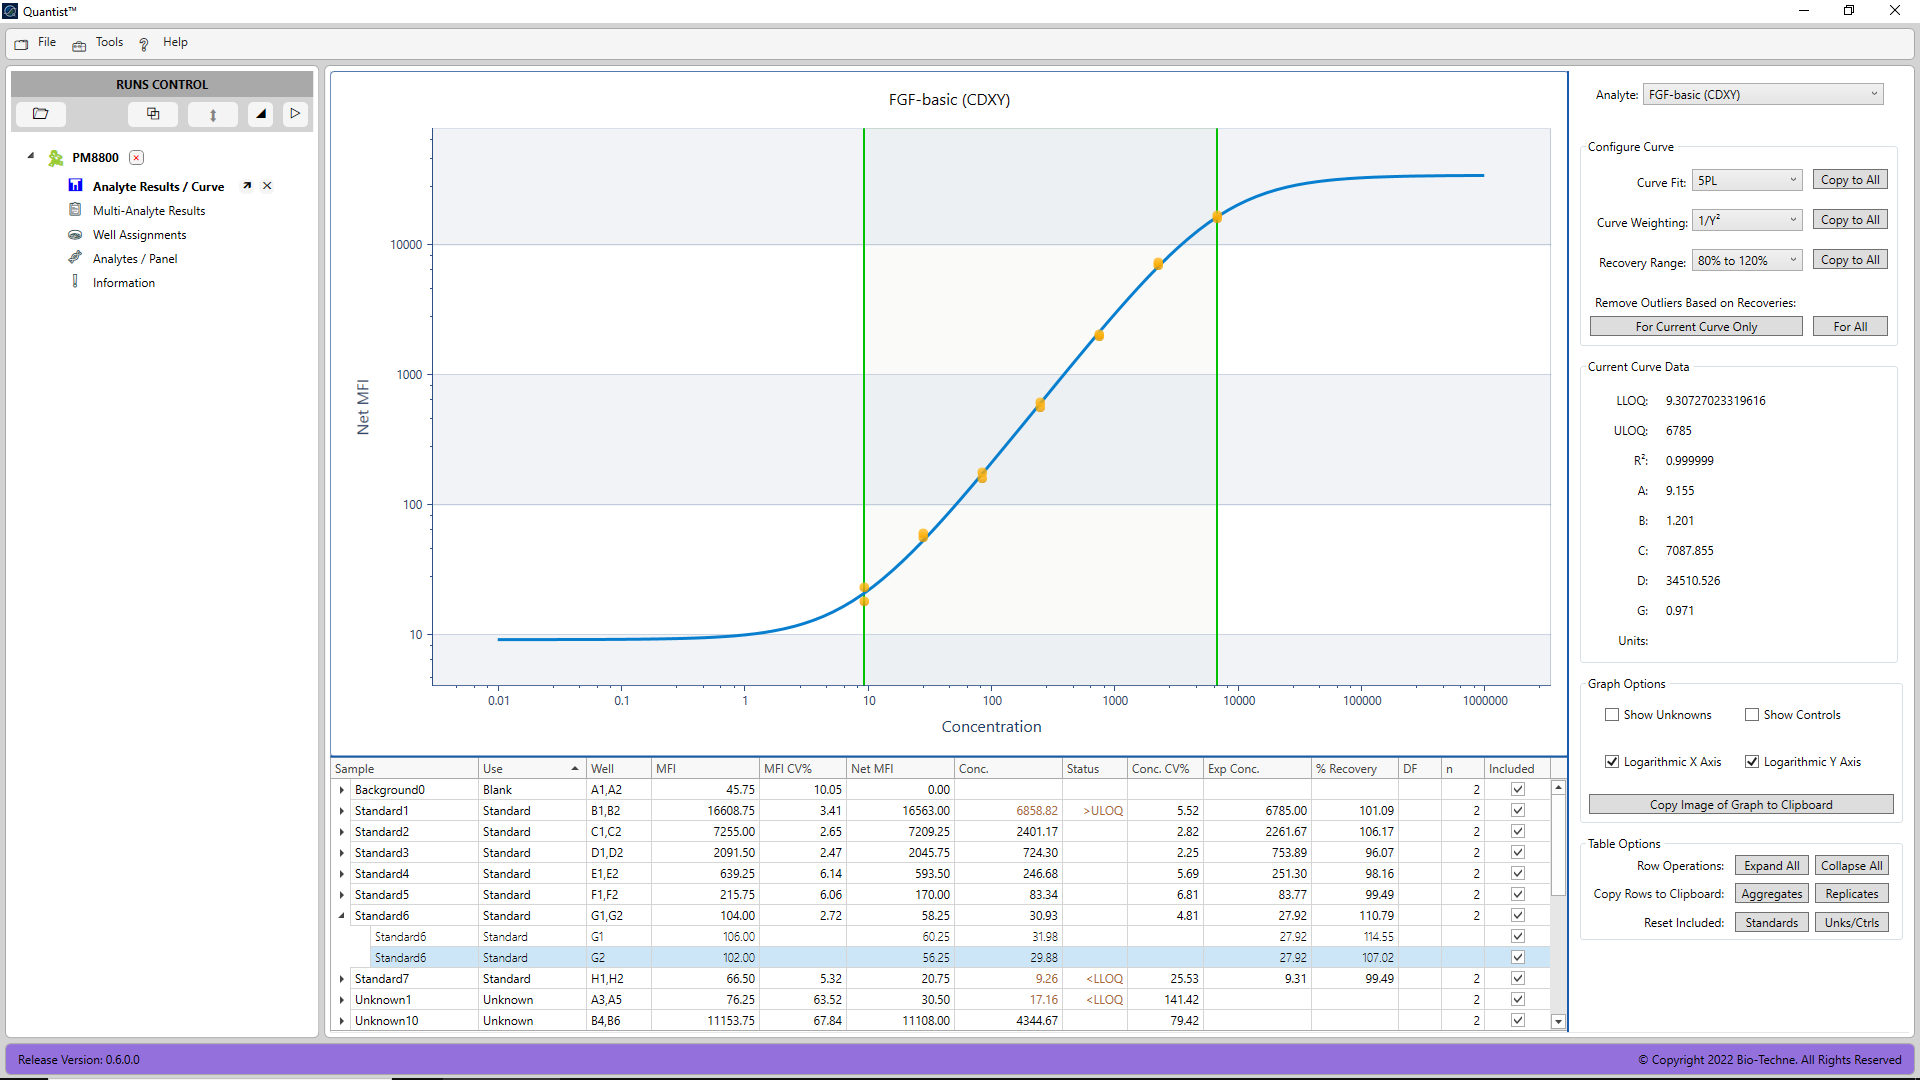 Quantist™
File Tools Help
RUNS CONTROL
PM8800
Analyte Results / Curve
Multi-Analyte Results
Well Assignments
Analytes / Panel
Information
FGF-basic (CDXY)
Net MFI
10000
1000
100
10
0.01 0.1 1 10 100 1000 10000 100000 1000000
Concentration
Sample Use Well MFI MFI CV% Net MFI Conc. Status Conc. CV% Exp Conc. % Recovery DF n Included
Background0 Blank A1,A2 45.75 10.05 0.00 2
Standard1 Standard B1,B2 16608.75 3.41 16563.00 6858.82 >ULOQ 5.52 6785.00 101.09 2
Standard2 Standard C1,C2 7255.00 2.65 7209.25 2401.17 2.82 2261.67 106.17 2
Standard3 Standard D1,D2 2091.50 2.47 2045.75 724.30 2.25 753.89 96.07 2
Standard4 Standard E1,E2 639.25 6.14 593.50 246.68 5.69 251.30 98.16 2
Standard5 Standard F1,F2 215.75 6.06 170.00 83.34 6.81 83.77 99.49 2
Standard6 Standard G1,G2 104.00 2.72 58.25 30.93 4.81 27.92 110.79 2
Standard6 Standard G1 106.00 60.25 31.98 27.92 114.55
Standard6 Standard G2 102.00 56.25 29.88 27.92 107.02
Standard7 Standard H1,H2 66.50 5.32 20.75 9.26 <LLOQ 25.53 9.31 99.49 2
Unknown1 Unknown A3,A5 76.25 63.52 30.50 17.16 <LLOQ 141.42 2
Unknown10 Unknown B4,B6 11153.75 67.84 11108.00 4344.67 79.42 2
Analyte: FGF-basic (CDXY)
Configure Curve
Curve Fit: 5PL Copy to All
Curve Weighting: 1/Y² Copy to All
Recovery Range: 80% to 120% Copy to All
Remove Outliers Based on Recoveries:
For Current Curve Only For All
Current Curve Data
LLOQ: 9.30727023319616
ULOQ: 6785
R²: 0.999999
A: 9.155
B: 1.201
C: 7087.855
D: 34510.526
G: 0.971
Units:
Graph Options
Show Unknowns Show Controls
Logarithmic X Axis Logarithmic Y Axis
Copy Image of Graph to Clipboard
Table Options
Row Operations: Expand All Collapse All
Copy Rows to Clipboard: Aggregates Replicates
Reset Included: Standards Unks/Ctrls
Release Version: 0.6.0.0
© Copyright 2022 Bio-Techne. All Rights Reserved